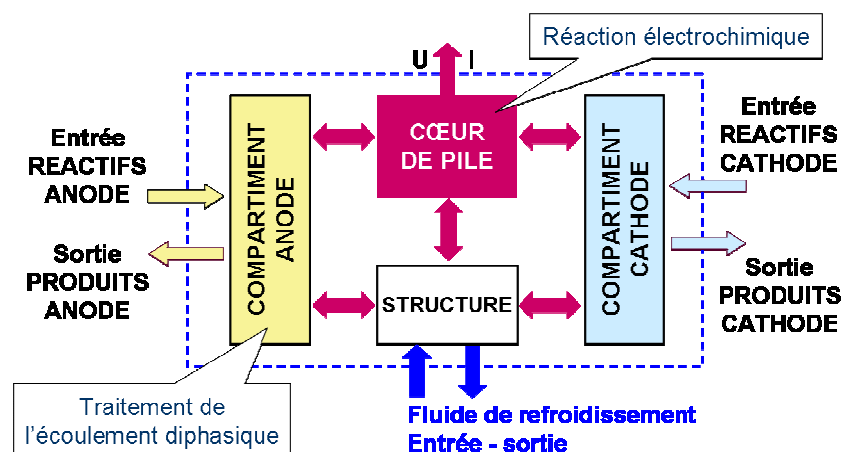 Réaction électrochimique
U I
Entrée
REACTIFS
ANODE
Sortie
PRODUITS
ANODE
COMPARTIMENT
ANODE
CŒUR
DE PILE
STRUCTURE
COMPARTIMENT
CATHODE
Entrée
REACTIFS
CATHODE
Sortie
PRODUITS
CATHODE
Traitement de
l'écoulement diphasique
Fluide de refroidissement
Entrée - sortie